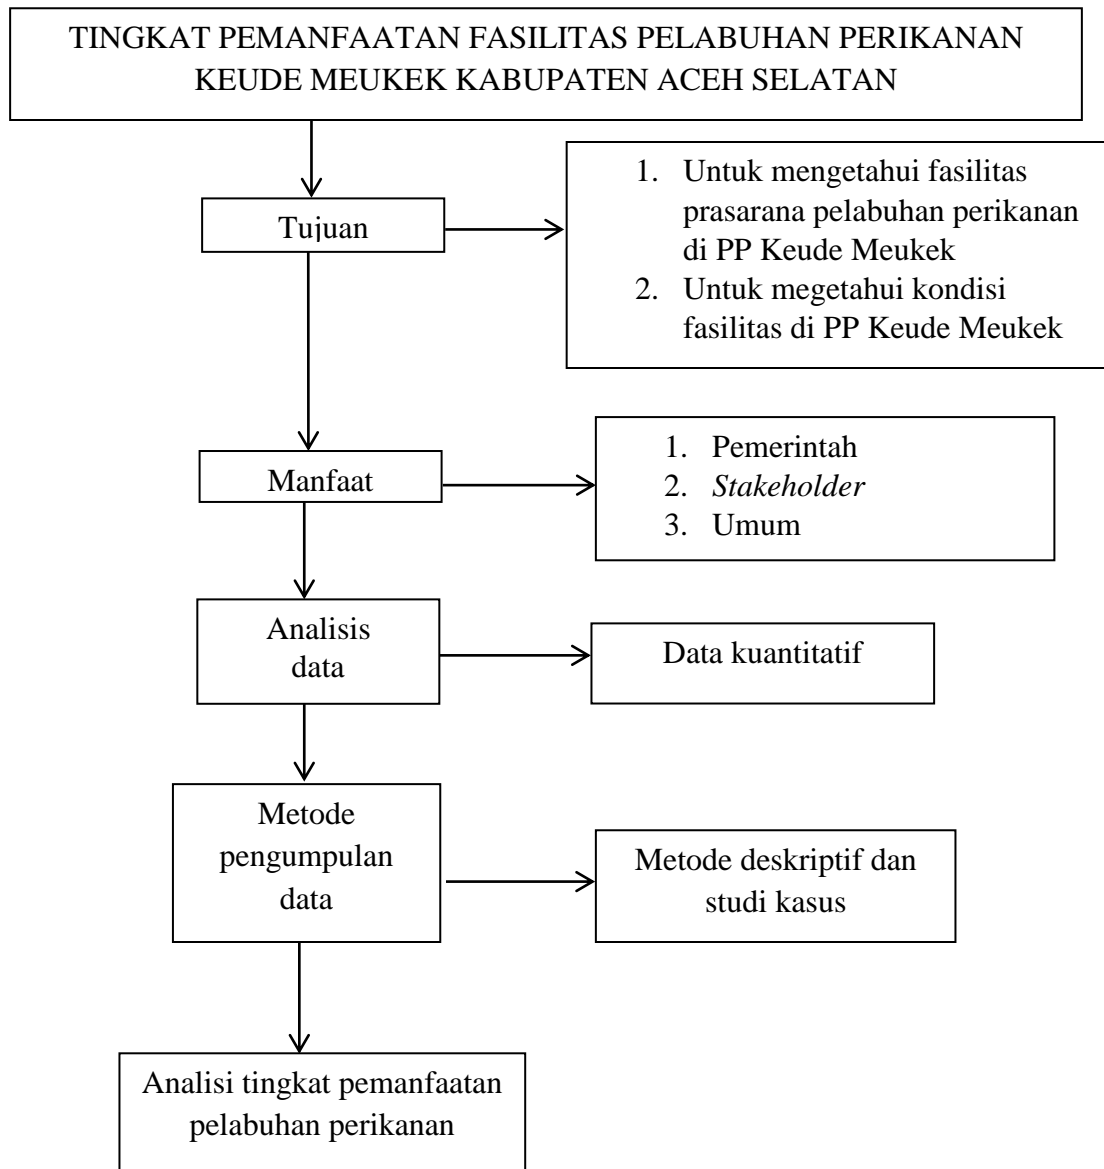 TINGKAT PEMANFAATAN FASILITAS PELABUHAN PERIKANAN
KEUDE MEUKEK KABUPATEN ACEH SELATAN
Tujuan
1. Untuk mengetahui fasilitas
prasarana pelabuhan perikanan
di PP Keude Meukek
2. Untuk megetahui kondisi
fasilitas di PP Keude Meukek
Manfaat
1. Pemerintah
2. Stakeholder
3. Umum
Analisis
data
Data kuantitatif
Metode
pengumpulan
data
Metode deskriptif dan
studi kasus
Analisi tingkat pemanfaatan
pelabuhan perikanan